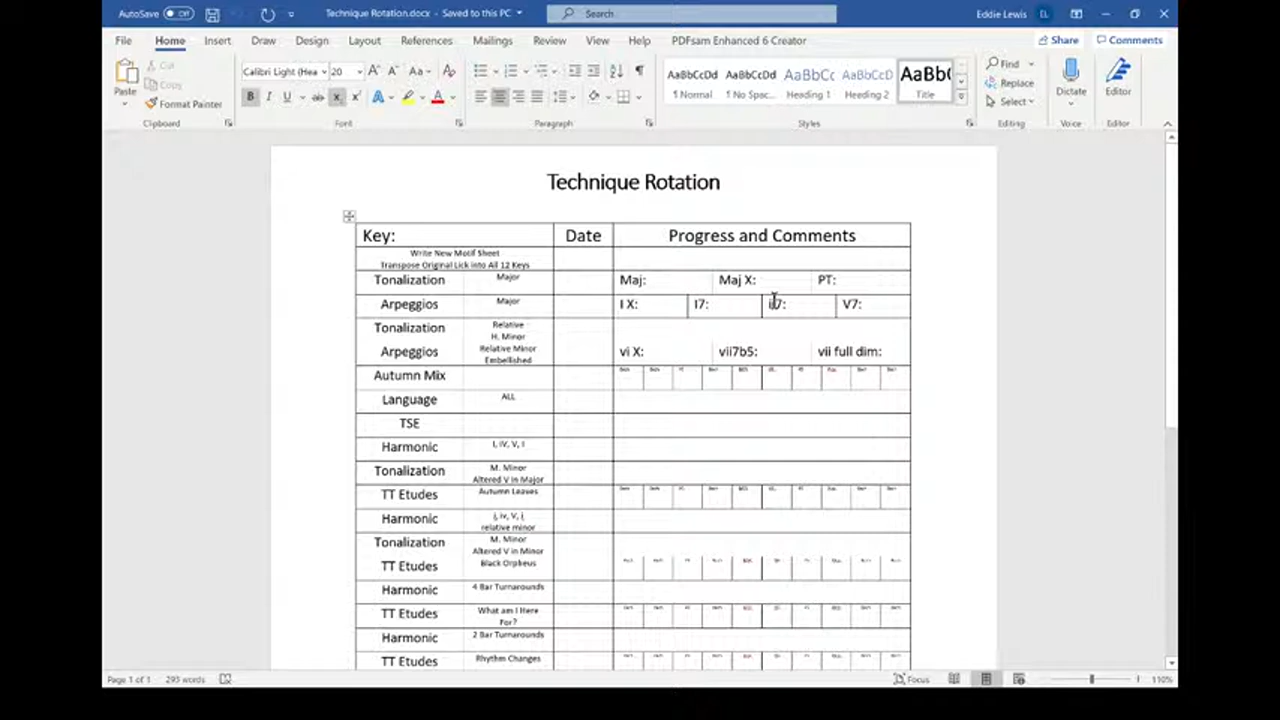 AutoSave Off Technique Rotation.docx - Saved to this PC Search Eddie Lewis EL
File Home Insert Draw Design Layout References Mailings Review View Help PDFsam Enhanced 6 Creator Share Comments
Paste Cut Copy Format Painter
Calibri Light (Hea 20
AaBbCcDd AaBbCcDd AaBbCc AaBbCcD AaBb(
¶ Normal ¶ No Spac... Heading 1 Heading 2 Title
Find Replace Select Dictate Editor
Clipboard Font Paragraph Styles Editing Voice Editor
Technique Rotation
Key: Date Progress and Comments
Write New Motif Sheet
Transpose Original Lick into All 12 Keys
Tonalization Major Maj: Maj X: PT:
Arpeggios Major I X: I7: V7:
Tonalization Relative
H. Minor
Arpeggios Relative Minor vi X: vii7b5: vii full dim:
Embellished
Autumn Mix
Language ALL
TSE
Harmonic I, IV, V, I
Tonalization M. Minor
Altered V in Major
TT Etudes Autumn Leaves
Harmonic i, iv, V, i,
relative minor
Tonalization M. Minor
Altered V in Minor
TT Etudes Black Orpheus
Harmonic 4 Bar Turnarounds
TT Etudes What am I Here
For?
Harmonic 2 Bar Turnarounds
TT Etudes Rhythm Changes
Page 1 of 1 293 words Focus 110%